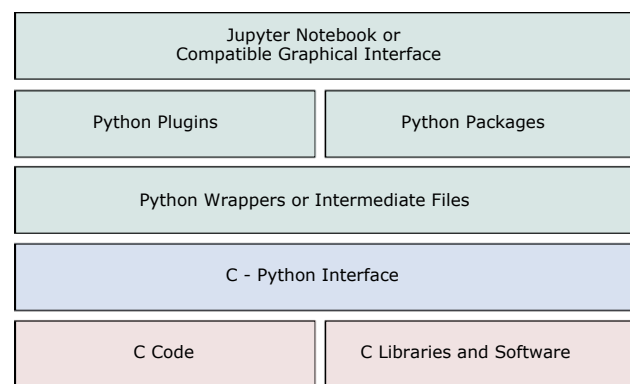 Jupyter Notebook or
Compatible Graphical Interface
Python Plugins
Python Packages
Python Wrappers or Intermediate Files
C - Python Interface
C Code
C Libraries and Software